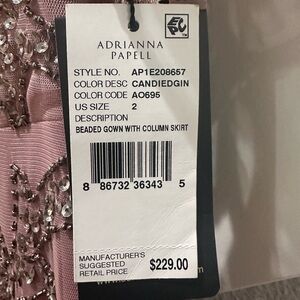 ADRIANNA
PAPELL
STYLE NO. AP1E208657
COLOR DESC CANDIEDGIN
COLOR CODE AO695
US SIZE 2
DESCRIPTION
BEADED GOWN WITH COLUMN SKIRT
8 86732 36343 5
MANUFACTURER'S
SUGGESTED
RETAIL PRICE $229.00